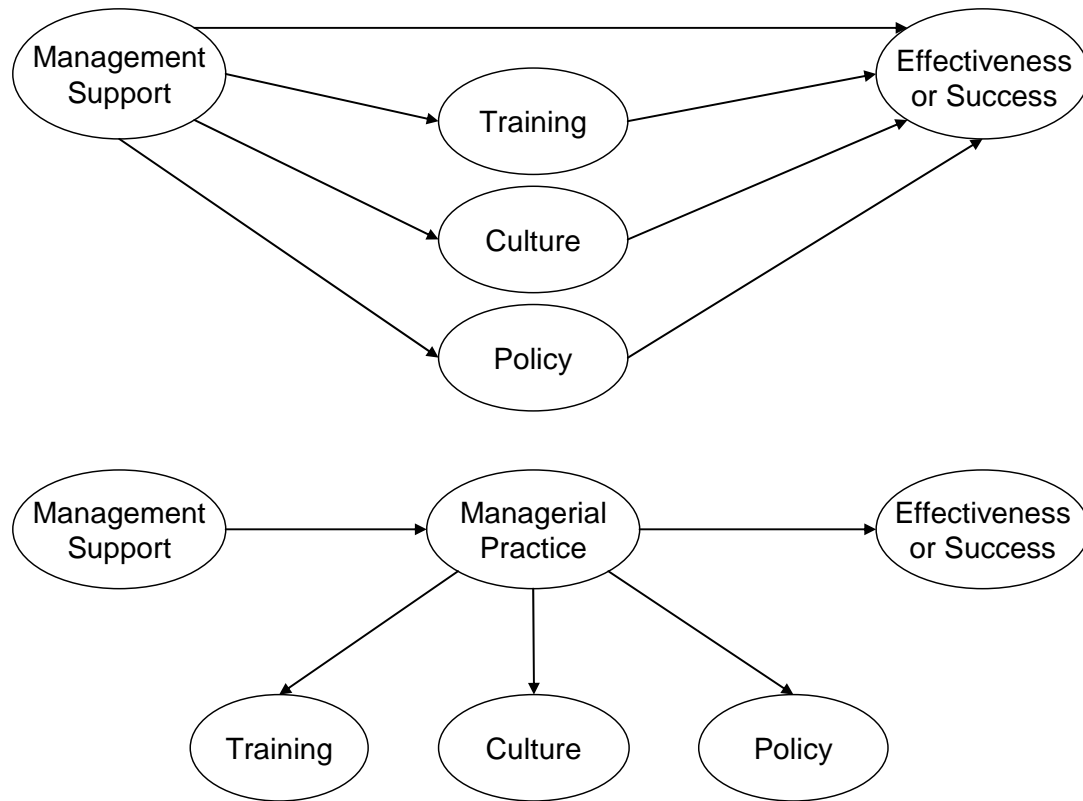 Management
Support
Effectiveness
or Success
Training
Culture
Policy
Management
Support
Managerial
Practice
Effectiveness
or Success
Training
Culture
Policy